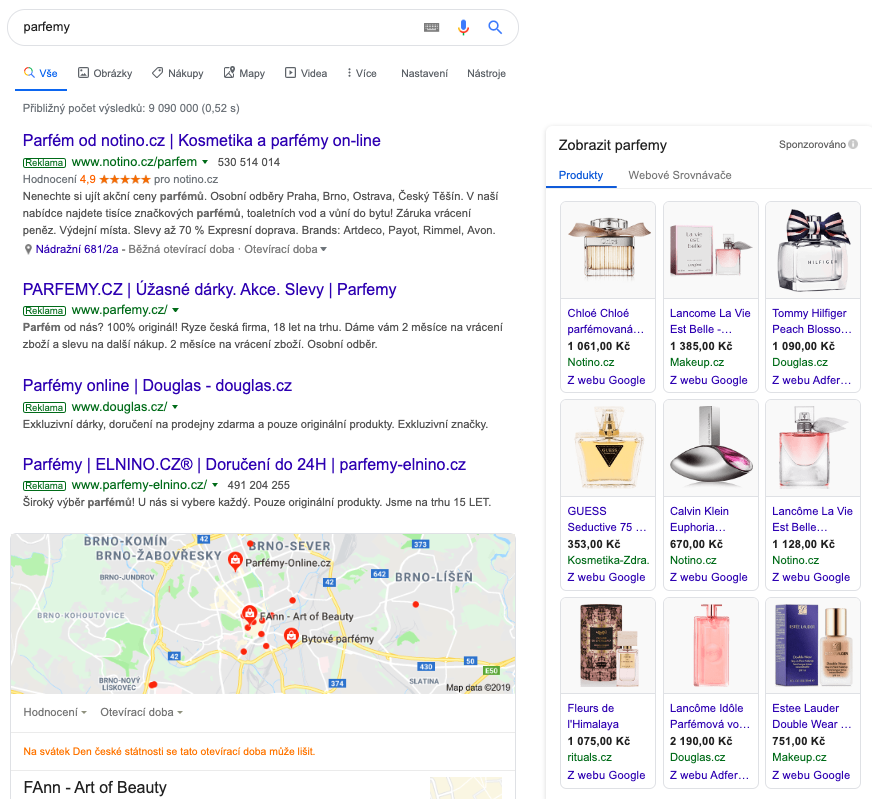 parfemy
Vše Obrázky Nákupy Mapy Videa Více Nastavení Nástroje
Přibližný počet výsledků: 9 090 000 (0,52 s)
Parfém od notino.cz | Kosmetika a parfémy on-line
Reklama www.notino.cz/parfem 530 514 014
Hodnocení 4,9 ★★★★★ pro notino.cz
Nenechte si ujít akční ceny parfémů. Osobní odběry Praha, Brno, Ostrava, Český Těšín. V naší
nabídce najdete tisíce značkových parfémů, toaletních vod a vůní do bytu! Záruka vrácení
peněz. Výdejní místa. Slevy až 70 % Expresní doprava. Brands: Artdeco, Payot, Rimmel, Avon.
Nádražní 681/2a - Běžná otevírací doba · Otevírací doba
PARFEMY.CZ | Úžasné dárky. Akce. Slevy | Parfemy
Reklama www.parfemy.cz/
Parfém od nás? 100% originál! Ryze česká firma, 18 let na trhu. Dáme vám 2 měsíce na vrácení
zboží a slevu na další nákup. 2 měsíce na vrácení zboží. Osobní odběr.
Parfémy online | Douglas - douglas.cz
Reklama www.douglas.cz/
Exkluzivní dárky, doručení na prodejny zdarma a pouze originální produkty. Exkluzivní značky.
Parfémy | ELNINO.CZ® | Doručení do 24H | parfemy-elnino.cz
Reklama www.parfemy-elnino.cz/ 491 204 255
Široký výběr parfémů! U nás si vybere každý. Pouze originální produkty. Jsme na trhu 15 LET.
BRNO-KOMÍN 42 BRNO-SEVER 373
BRNO-ŽABOVŘESKY
Parfémy-Online.cz
BRNO-JUNDROV 42 642 BRNO-LÍŠEŇ
BRNO-KOHOUTOVICE FAnn - Art of Beauty
Bytové parfémy
42 430 50 E50
BRNO-NOVÝ
LÍSKOVEC 374 SLATINA
Map data ©2019
Hodnocení Otevírací doba
Na svátek Den české státnosti se tato otevírací doba může lišit.
FAnn - Art of Beauty
Zobrazit parfemy Sponzorováno
Produkty Webové Srovnávače
La vie
est
belle
HILFIGER
Chloé Chloé
parfémovaná…
1 061,00 Kč
Notino.cz
Z webu Google
Lancome La Vie
Est Belle -…
1 385,00 Kč
Makeup.cz
Z webu Google
Tommy Hilfiger
Peach Blosso…
1 090,00 Kč
Douglas.cz
Z webu Adfer…
GUESS
GUESS
Seductive 75 …
353,00 Kč
Kosmetika-Zdra.
Z webu Google
Calvin Klein
Euphoria…
670,00 Kč
Notino.cz
Z webu Google
Lancôme La Vie
Est Belle…
1 128,00 Kč
Notino.cz
Z webu Google
Fleurs de
l'Himalaya
1 075,00 Kč
rituals.cz
Z webu Google
Lancôme Idôle
Parfémová vo…
2 190,00 Kč
Douglas.cz
Z webu Adfer…
ESTEE LAUDER
Double Wear
Estee Lauder
Double Wear …
751,00 Kč
Makeup.cz
Z webu Google